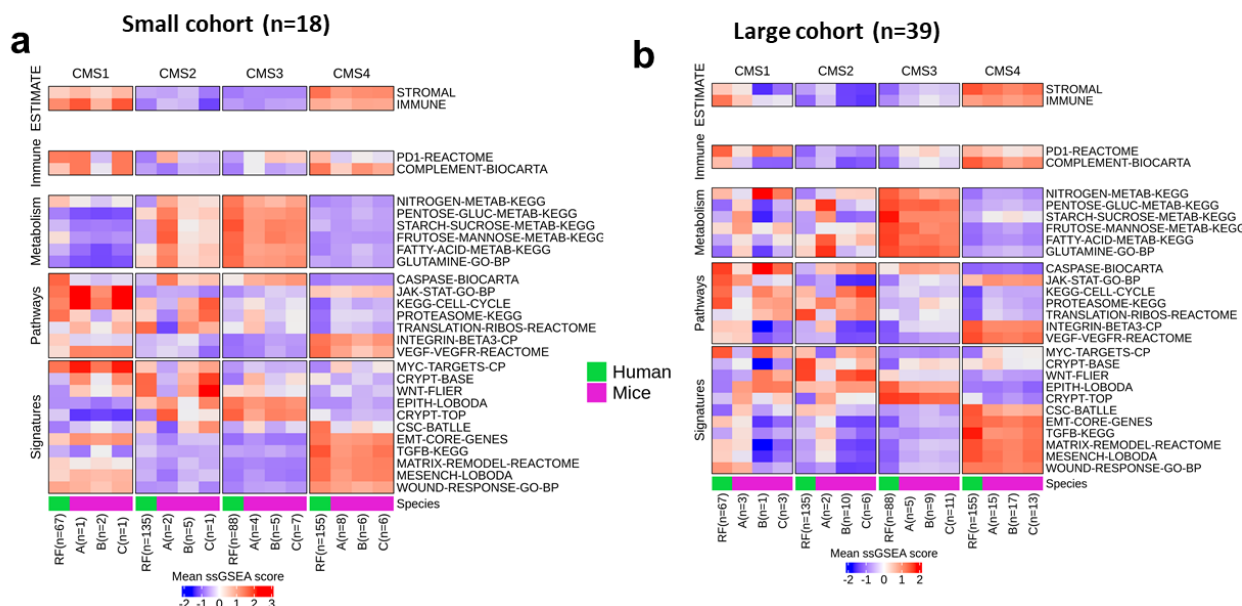 Small cohort (n=18)
a
CMS1 CMS2 CMS3 CMS4
ESTIMATE
STROMAL
IMMUNE
Immune
PD1-REACTOME
COMPLEMENT-BIOCARTA
Metabolism
NITROGEN-METAB-KEGG
PENTOSE-GLUC-METAB-KEGG
STARCH-SUCROSE-METAB-KEGG
FRUTOSE-MANNOSE-METAB-KEGG
FATTY-ACID-METAB-KEGG
GLUTAMINE-GO-BP
Pathways
CASPASE-BIOCARTA
JAK-STAT-GO-BP
KEGG-CELL-CYCLE
PROTEASOME-KEGG
TRANSLATION-RIBOS-REACTOME
INTEGRIN-BETA3-CP
VEGF-VEGFR-REACTOME
Signatures
MYC-TARGETS-CP
CRYPT-BASE
WNT-FLIER
EPITH-LOBODA
CRYPT-TOP
CSC-BATLLE
EMT-CORE-GENES
TGFB-KEGG
MATRIX-REMODEL-REACTOME
MESENCH-LOBODA
WOUND-RESPONSE-GO-BP
Species
RF(n=67) A(n=1) B(n=2) C(n=1) RF(n=135) A(n=2) B(n=5) C(n=1) RF(n=88) A(n=4) B(n=5) C(n=7) RF(n=155) A(n=8) B(n=6) C(n=6)
Mean ssGSEA score
-2 -1 0 1 2 3
Human
Mice
Large cohort (n=39)
b
CMS1 CMS2 CMS3 CMS4
ESTIMATE
STROMAL
IMMUNE
Immune
PD1-REACTOME
COMPLEMENT-BIOCARTA
Metabolism
NITROGEN-METAB-KEGG
PENTOSE-GLUC-METAB-KEGG
STARCH-SUCROSE-METAB-KEGG
FRUTOSE-MANNOSE-METAB-KEGG
FATTY-ACID-METAB-KEGG
GLUTAMINE-GO-BP
Pathways
CASPASE-BIOCARTA
JAK-STAT-GO-BP
KEGG-CELL-CYCLE
PROTEASOME-KEGG
TRANSLATION-RIBOS-REACTOME
INTEGRIN-BETA3-CP
VEGF-VEGFR-REACTOME
Signatures
MYC-TARGETS-CP
CRYPT-BASE
WNT-FLIER
EPITH-LOBODA
CRYPT-TOP
CSC-BATLLE
EMT-CORE-GENES
TGFB-KEGG
MATRIX-REMODEL-REACTOME
MESENCH-LOBODA
WOUND-RESPONSE-GO-BP
Species
RF(n=67) A(n=3) B(n=1) C(n=3) RF(n=135) A(n=2) B(n=10) C(n=6) RF(n=88) A(n=5) B(n=9) C(n=11) RF(n=155) A(n=15) B(n=17) C(n=13)
Mean ssGSEA score
-2 -1 0 1 2